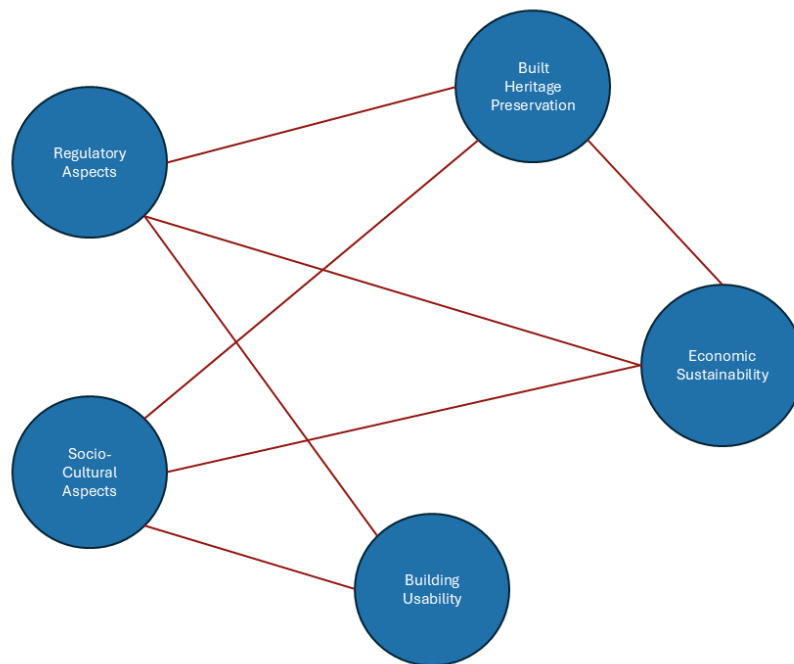 Built
Heritage
Preservation
Regulatory
Aspects
Economic
Sustainability
Socio-
Cultural
Aspects
Building
Usability